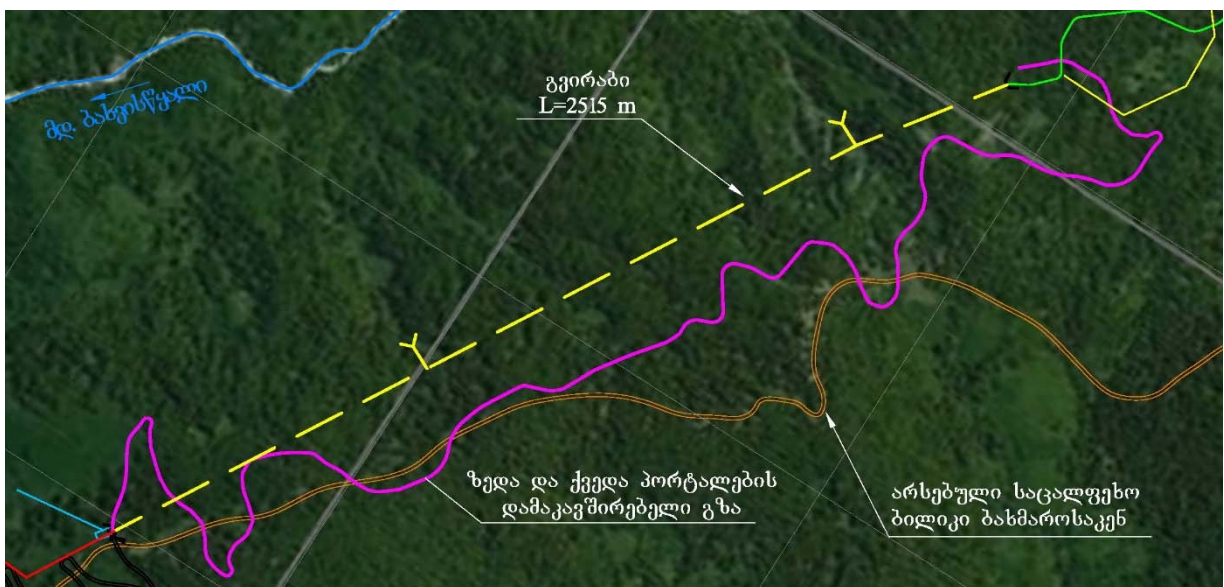 მდ. ბახვისწყალი
გვირაბი
L=2515 m
ზედა და ქვედა პორტალების
დამაკავშირებელი გზა
არსებული საცალფეხო
ბილიკი ბახმაროსაკენ